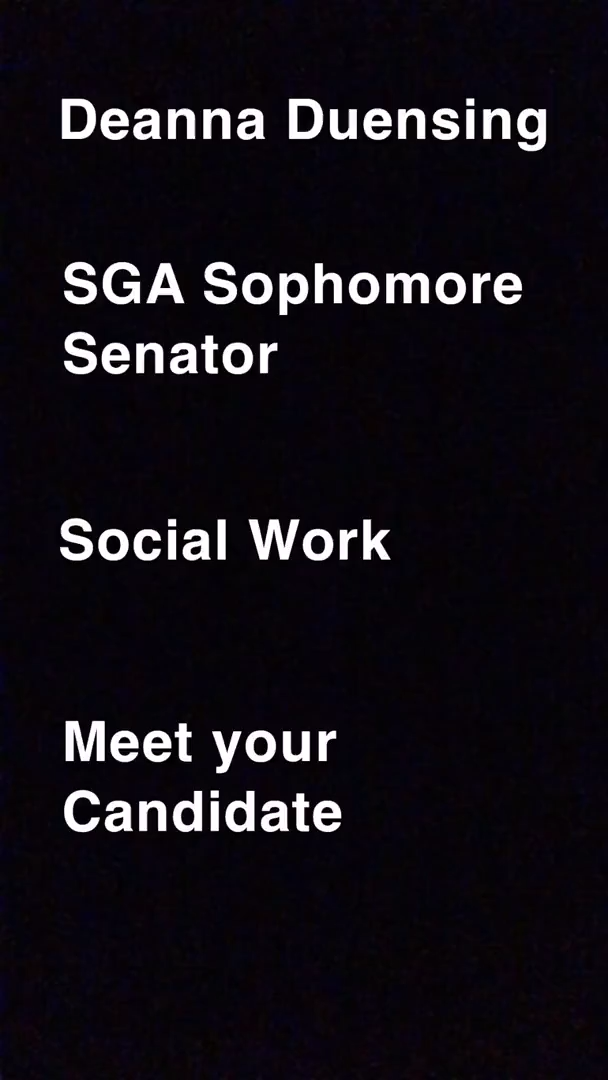 Deanna Duensing
SGA Sophomore
Senator
Social Work
Meet your
Candidate